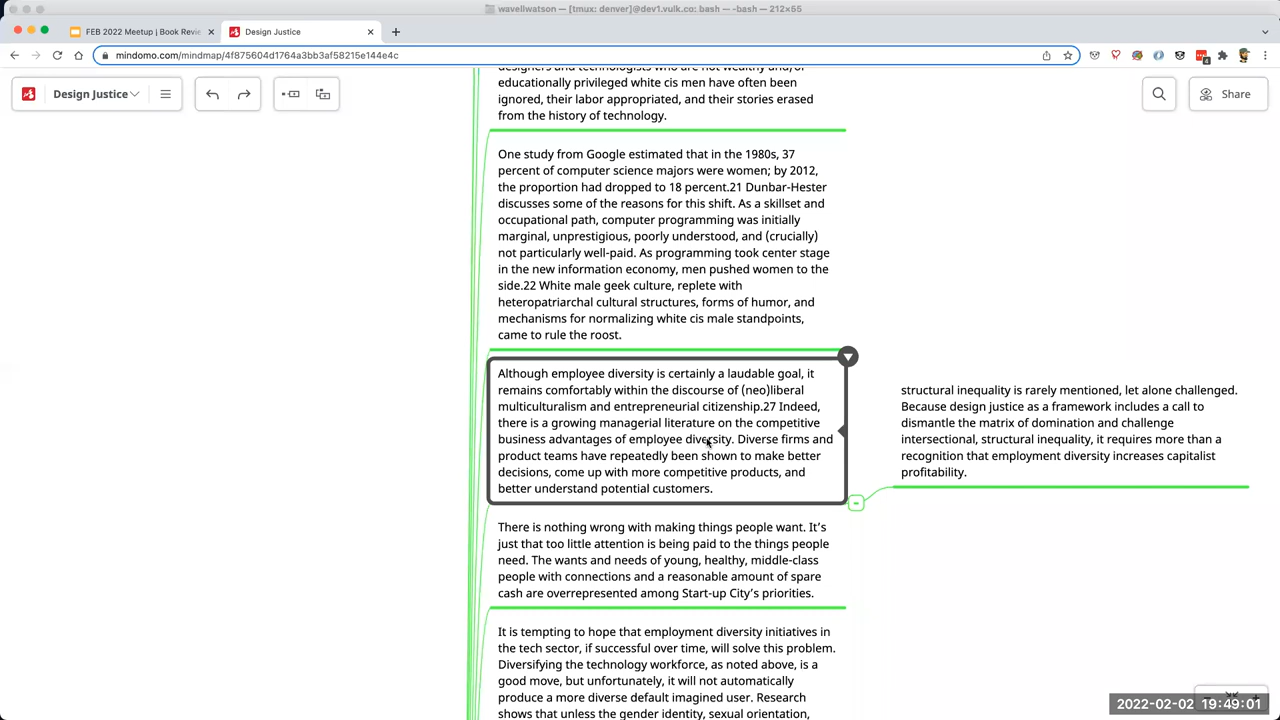 wavellwatson — [tmux: denver]@dev1.vulk.co: bash — -bash — 212×55
FEB 2022 Meetup | Book Revie
Design Justice
mindomo.com/mindmap/4f875604d1764a3bb3af58215e144e4c
Design Justice
Share
designers and technologists who are not wealthy and/or
educationally privileged white cis men have often been
ignored, their labor appropriated, and their stories erased
from the history of technology.
One study from Google estimated that in the 1980s, 37
percent of computer science majors were women; by 2012,
the proportion had dropped to 18 percent.21 Dunbar-Hester
discusses some of the reasons for this shift. As a skillset and
occupational path, computer programming was initially
marginal, unprestigious, poorly understood, and (crucially)
not particularly well-paid. As programming took center stage
in the new information economy, men pushed women to the
side.22 White male geek culture, replete with
heteropatriarchal cultural structures, forms of humor, and
mechanisms for normalizing white cis male standpoints,
came to rule the roost.
Although employee diversity is certainly a laudable goal, it
remains comfortably within the discourse of (neo)liberal
multiculturalism and entrepreneurial citizenship.27 Indeed,
there is a growing managerial literature on the competitive
business advantages of employee diversity. Diverse firms and
product teams have repeatedly been shown to make better
decisions, come up with more competitive products, and
better understand potential customers.
structural inequality is rarely mentioned, let alone challenged.
Because design justice as a framework includes a call to
dismantle the matrix of domination and challenge
intersectional, structural inequality, it requires more than a
recognition that employment diversity increases capitalist
profitability.
There is nothing wrong with making things people want. It’s
just that too little attention is being paid to the things people
need. The wants and needs of young, healthy, middle-class
people with connections and a reasonable amount of spare
cash are overrepresented among Start-up City’s priorities.
It is tempting to hope that employment diversity initiatives in
the tech sector, if successful over time, will solve this problem.
Diversifying the technology workforce, as noted above, is a
good move, but unfortunately, it will not automatically
produce a more diverse default imagined user. Research
shows that unless the gender identity, sexual orientation,
2022-02-02 19:49:01